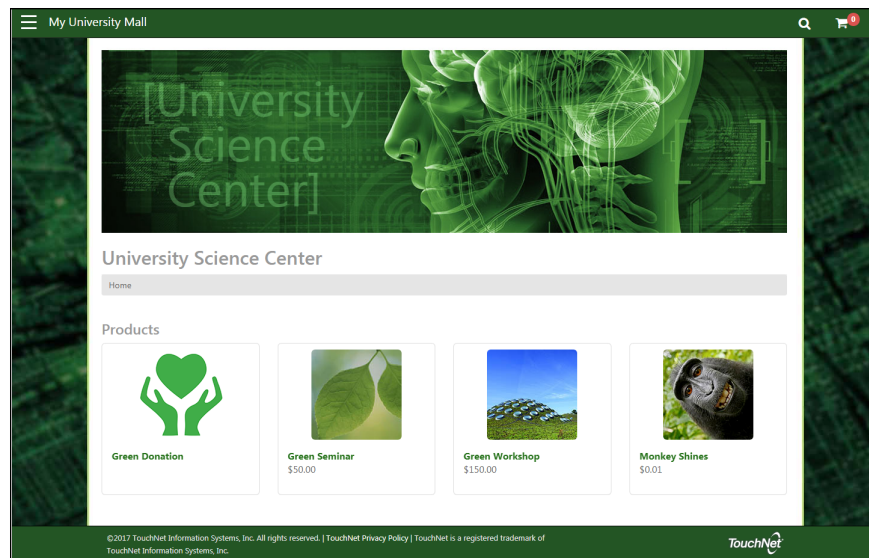 My University Mall
0
[University
Science
Center]
University Science Center
Home
Products
Green Donation
Green Seminar
$50.00
Green Workshop
$150.00
Monkey Shines
$0.01
©2017 TouchNet Information Systems, Inc. All rights reserved. | TouchNet Privacy Policy | TouchNet is a registered trademark of
TouchNet Information Systems, Inc.
TouchNet